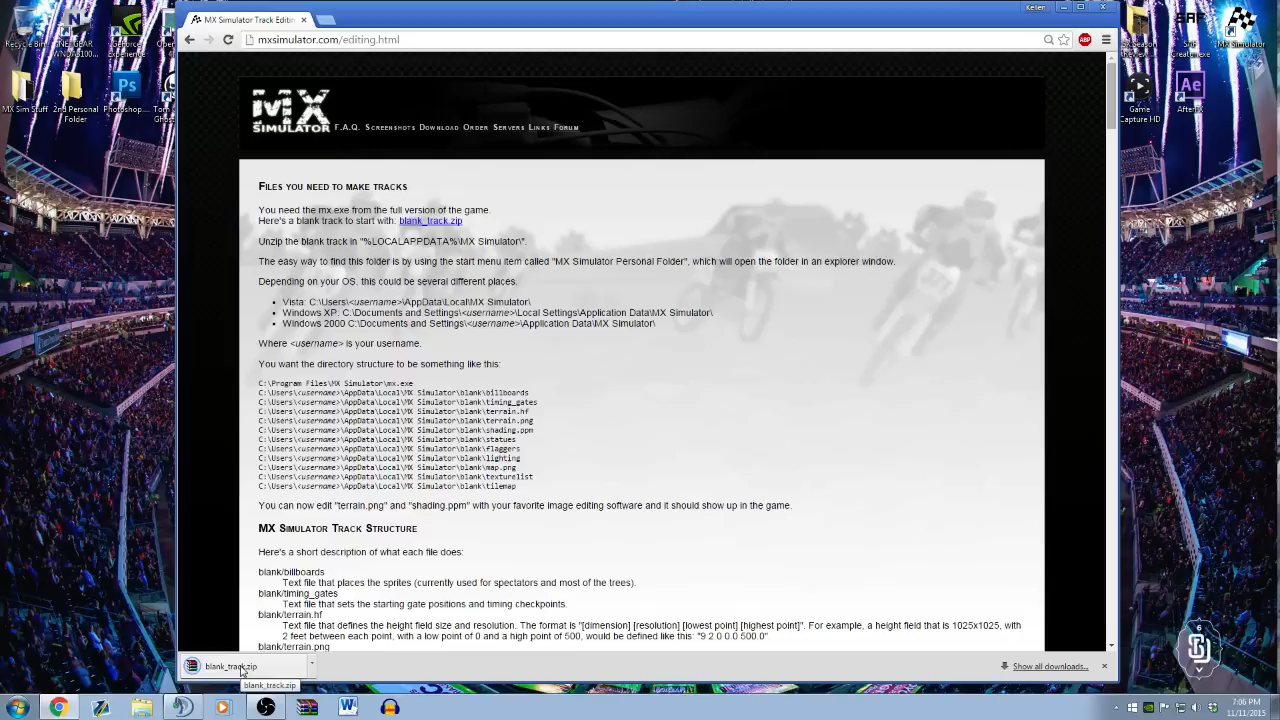 Kellen
MX Simulator Track Editin
mxsimulator.com/editing.html
ABP
Recycle Bin
NETGEAR
GeForce
Experience
MX Sim Stuff
2nd Personal
Folder
Photoshop...
MX Simulator
Game
Capture HD
MX
SIMULATOR
F.A.Q. Screenshots Download Order Servers Links Forum
Files you need to make tracks
You need the mx.exe from the full version of the game.
Here's a blank track to start with: blank_track.zip
Unzip the blank track in "%LOCALAPPDATA%\MX Simulator\".
The easy way to find this folder is by using the start menu item called "MX Simulator Personal Folder", which will open the folder in an explorer window.
Depending on your OS, this could be several different places.
Vista: C:\Users\<username>\AppData\Local\MX Simulator\
Windows XP: C:\Documents and Settings\<username>\Local Settings\Application Data\MX Simulator\
Windows 2000 C:\Documents and Settings\<username>\Application Data\MX Simulator\
Where <username> is your username.
You want the directory structure to be something like this:
C:\Program Files\MX Simulator\mx.exe
C:\Users\<username>\AppData\Local\MX Simulator\blank\billboards
C:\Users\<username>\AppData\Local\MX Simulator\blank\timing_gates
C:\Users\<username>\AppData\Local\MX Simulator\blank\terrain.hf
C:\Users\<username>\AppData\Local\MX Simulator\blank\terrain.png
C:\Users\<username>\AppData\Local\MX Simulator\blank\shading.ppm
C:\Users\<username>\AppData\Local\MX Simulator\blank\statues
C:\Users\<username>\AppData\Local\MX Simulator\blank\flaggers
C:\Users\<username>\AppData\Local\MX Simulator\blank\lighting
C:\Users\<username>\AppData\Local\MX Simulator\blank\map.png
C:\Users\<username>\AppData\Local\MX Simulator\blank\texturelist
C:\Users\<username>\AppData\Local\MX Simulator\blank\tilemap
You can now edit "terrain.png" and "shading.ppm" with your favorite image editing software and it should show up in the game.
MX Simulator Track Structure
Here's a short description of what each file does:
blank/billboards
Text file that places the sprites (currently used for spectators and most of the trees).
blank/timing_gates
Text file that sets the starting gate positions and timing checkpoints.
blank/terrain.hf
Text file that defines the height field size and resolution. The format is "[dimension] [resolution] [lowest point] [highest point]". For example, a height field that is 1025x1025, with
2 feet between each point, with a low point of 0 and a high point of 500, would be defined like this: "9 2.0 0.0 500.0".
blank/terrain.png
blank_track.zip
Show all downloads...
blank_track.zip
7:06 PM
11/11/2015